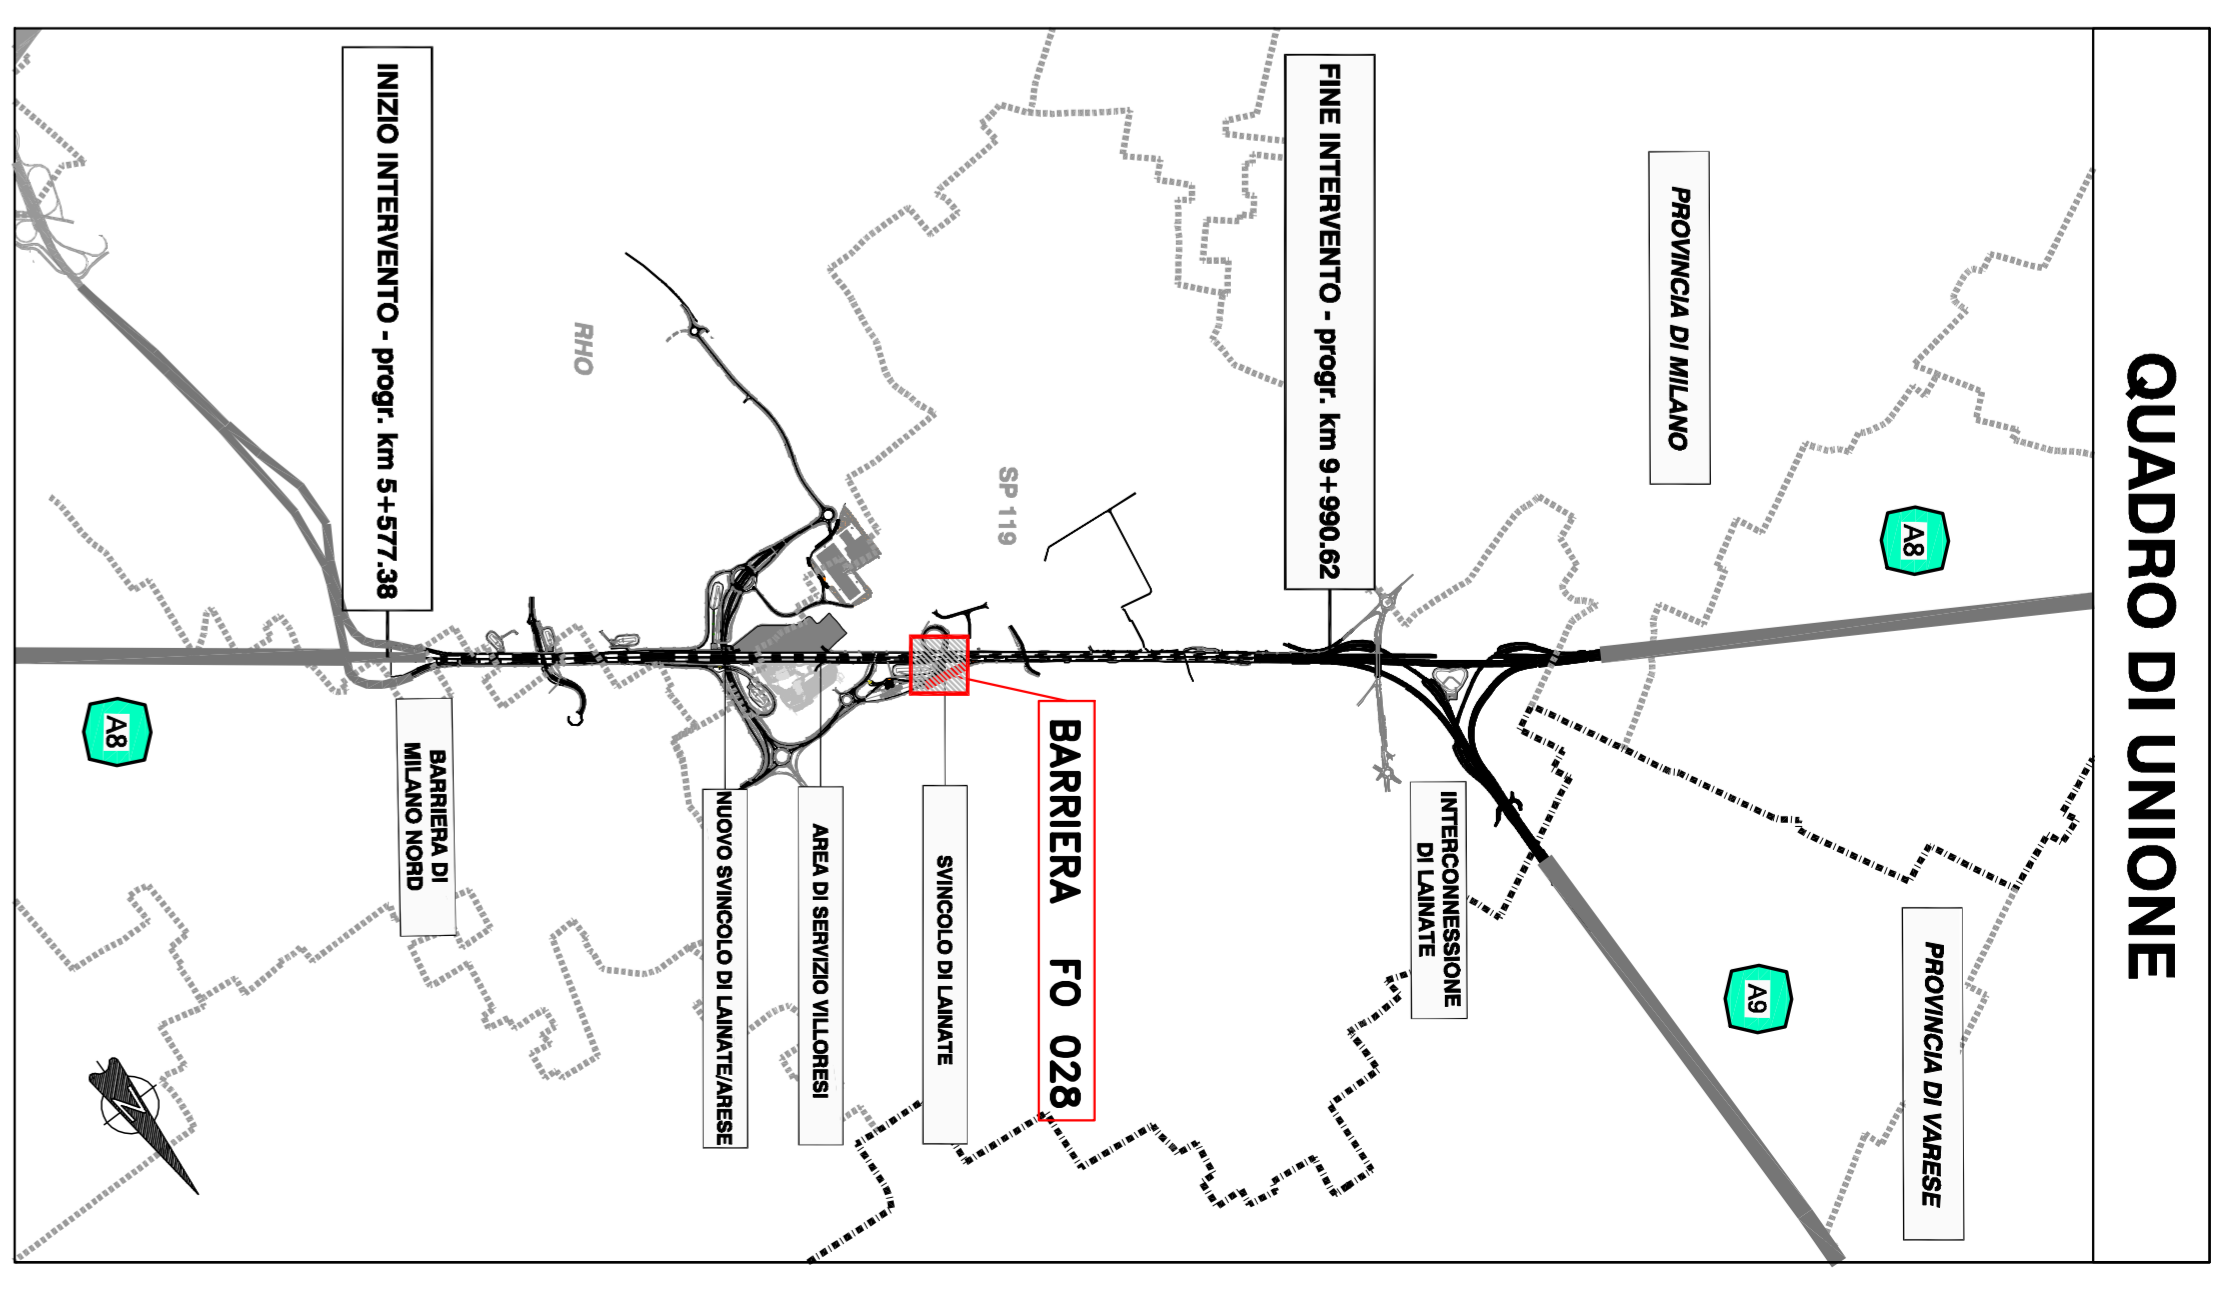 QUADRO DI UNIONE
PROVINCIA DI MILANO
A8
PROVINCIA DI VARESE
A9
INTERCONNESSIONE
DI LAINATE
FINE INTERVENTO - progr. km 9+990.62
BARRIERA FO 028
SP 119
SVINCOLO DI LAINATE
AREA DI SERVIZIO VILLORESI
NUOVO SVINCOLO DI LAINATE/ARESE
RHO
BARRIERA DI
MILANO NORD
INIZIO INTERVENTO - progr. km 5+577.38
A8
N